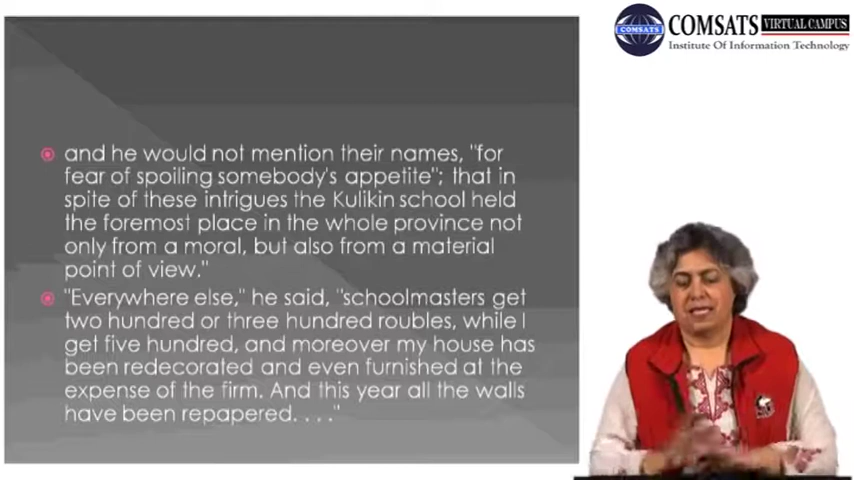 COMSATS VIRTUAL CAMPUS
Institute Of Information Technology
COMSATS
and he would not mention their names, "for
fear of spoiling somebody's appetite"; that in
spite of these intrigues the Kulikin school held
the foremost place in the whole province not
only from a moral, but also from a material
point of view."
"Everywhere else," he said, "schoolmasters get
two hundred or three hundred roubles, while I
get five hundred, and moreover my house has
been redecorated and even furnished at the
expense of the firm. And this year all the walls
have been repapered. . . ."